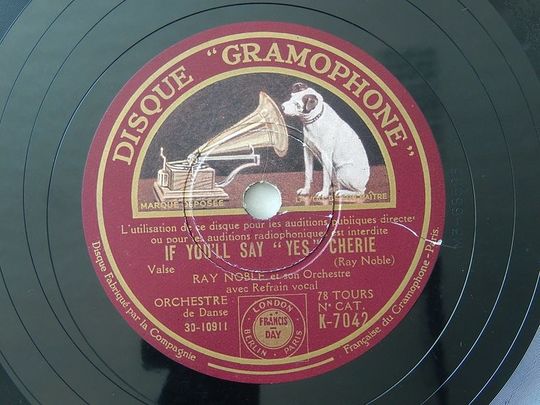 DISQUE "GRAMOPHONE"
MARQUE DÉPOSÉE MAÎTRE
L'utilisation de ce disque pour les auditions publiques directes
ou pour les auditions radiophoniques est interdite
IF YOU'LL SAY "YES" CHERIE
Valse (Ray Noble)
RAY NOBLE et son Orchestre
avec Refrain vocal
ORCHESTRE
de Danse
30-10911
LONDON
FRANCIS
DAY
BERLIN PARIS
78 TOURS
N° CAT.
K-7042
Disque Fabriqué par la Compagnie Française du Gramophone - Paris.